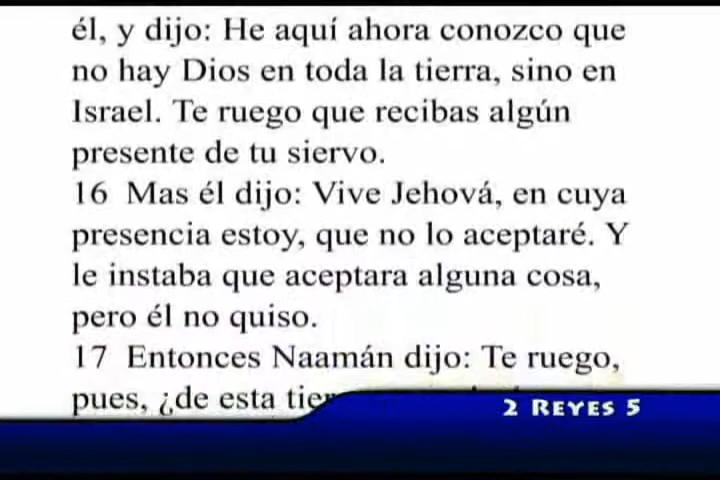 él, y dijo: He aquí ahora conozco que
no hay Dios en toda la tierra, sino en
Israel. Te ruego que recibas algún
presente de tu siervo.
16 Mas él dijo: Vive Jehová, en cuya
presencia estoy, que no lo aceptaré. Y
le instaba que aceptara alguna cosa,
pero él no quiso.
17 Entonces Naamán dijo: Te ruego,
pues, ¿de esta
2 REYES 5